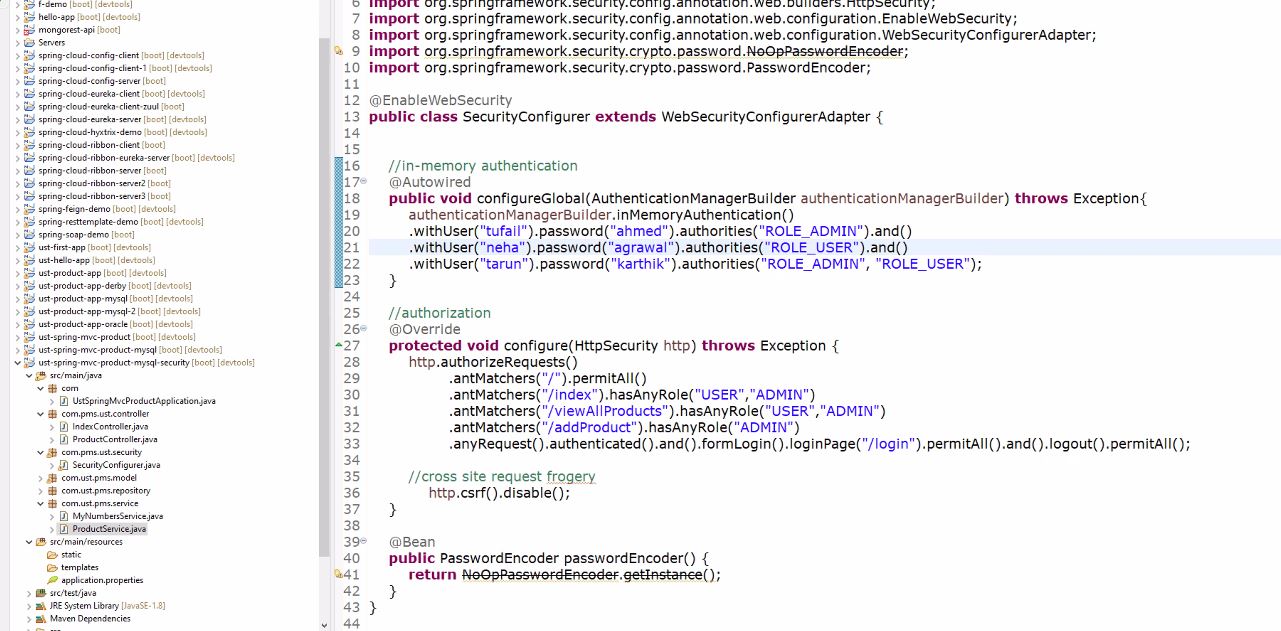 f-demo [boot] [devtools]
hello-app [boot] [devtools]
mongorest-api [boot]
Servers
spring-cloud-config-client [boot] [devtools]
spring-cloud-config-client-1 [boot] [devtools]
spring-cloud-config-server [boot]
spring-cloud-eureka-client [boot] [devtools]
spring-cloud-eureka-client-zuul [boot]
spring-cloud-eureka-server [boot] [devtools]
spring-cloud-hyxtrix-demo [boot] [devtools]
spring-cloud-ribbon-client [boot]
spring-cloud-ribbon-eureka-server [boot] [devtools]
spring-cloud-ribbon-server [boot]
spring-cloud-ribbon-server2 [boot]
spring-cloud-ribbon-server3 [boot]
spring-feign-demo [boot] [devtools]
spring-resttemplate-demo [boot] [devtools]
spring-soap-demo [boot]
ust-first-app [boot] [devtools]
ust-hello-app [boot] [devtools]
ust-product-app [boot] [devtools]
ust-product-app-derby [boot] [devtools]
ust-product-app-mysql [boot] [devtools]
ust-product-app-mysql-2 [boot] [devtools]
ust-product-app-oracle [boot] [devtools]
ust-spring-mvc-product [boot] [devtools]
ust-spring-mvc-product-mysql [boot] [devtools]
ust-spring-mvc-product-mysql-security [boot] [devtools]
src/main/java
com
UstSpringMvcProductApplication.java
com.pms.ust.controller
IndexController.java
ProductController.java
com.pms.ust.security
SecurityConfigurer.java
com.ust.pms.model
com.ust.pms.repository
com.ust.pms.service
MyNumbersService.java
ProductService.java
src/main/resources
static
templates
application.properties
src/test/java
JRE System Library [JavaSE-1.8]
Maven Dependencies
6 import org.springframework.security.config.annotation.web.builders.HttpSecurity;
7 import org.springframework.security.config.annotation.web.configuration.EnableWebSecurity;
8 import org.springframework.security.config.annotation.web.configuration.WebSecurityConfigurerAdapter;
9 import org.springframework.security.crypto.password.NoOpPasswordEncoder;
10 import org.springframework.security.crypto.password.PasswordEncoder;
11
12 @EnableWebSecurity
13 public class SecurityConfigurer extends WebSecurityConfigurerAdapter {
14
15
16 //in-memory authentication
17 @Autowired
18 public void configureGlobal(AuthenticationManagerBuilder authenticationManagerBuilder) throws Exception{
19 authenticationManagerBuilder.inMemoryAuthentication()
20 .withUser("tufail").password("ahmed").authorities("ROLE_ADMIN").and()
21 .withUser("neha").password("agrawal").authorities("ROLE_USER").and()
22 .withUser("tarun").password("karthik").authorities("ROLE_ADMIN", "ROLE_USER");
23 }
24
25 //authorization
26 @Override
27 protected void configure(HttpSecurity http) throws Exception {
28 http.authorizeRequests()
29 .antMatchers("/").permitAll()
30 .antMatchers("/index").hasAnyRole("USER","ADMIN")
31 .antMatchers("/viewAllProducts").hasAnyRole("USER","ADMIN")
32 .antMatchers("/addProduct").hasAnyRole("ADMIN")
33 .anyRequest().authenticated().and().formLogin().loginPage("/login").permitAll().and().logout().permitAll();
34
35 //cross site request frogery
36 http.csrf().disable();
37 }
38
39 @Bean
40 public PasswordEncoder passwordEncoder() {
41 return NoOpPasswordEncoder.getInstance();
42 }
43 }
44